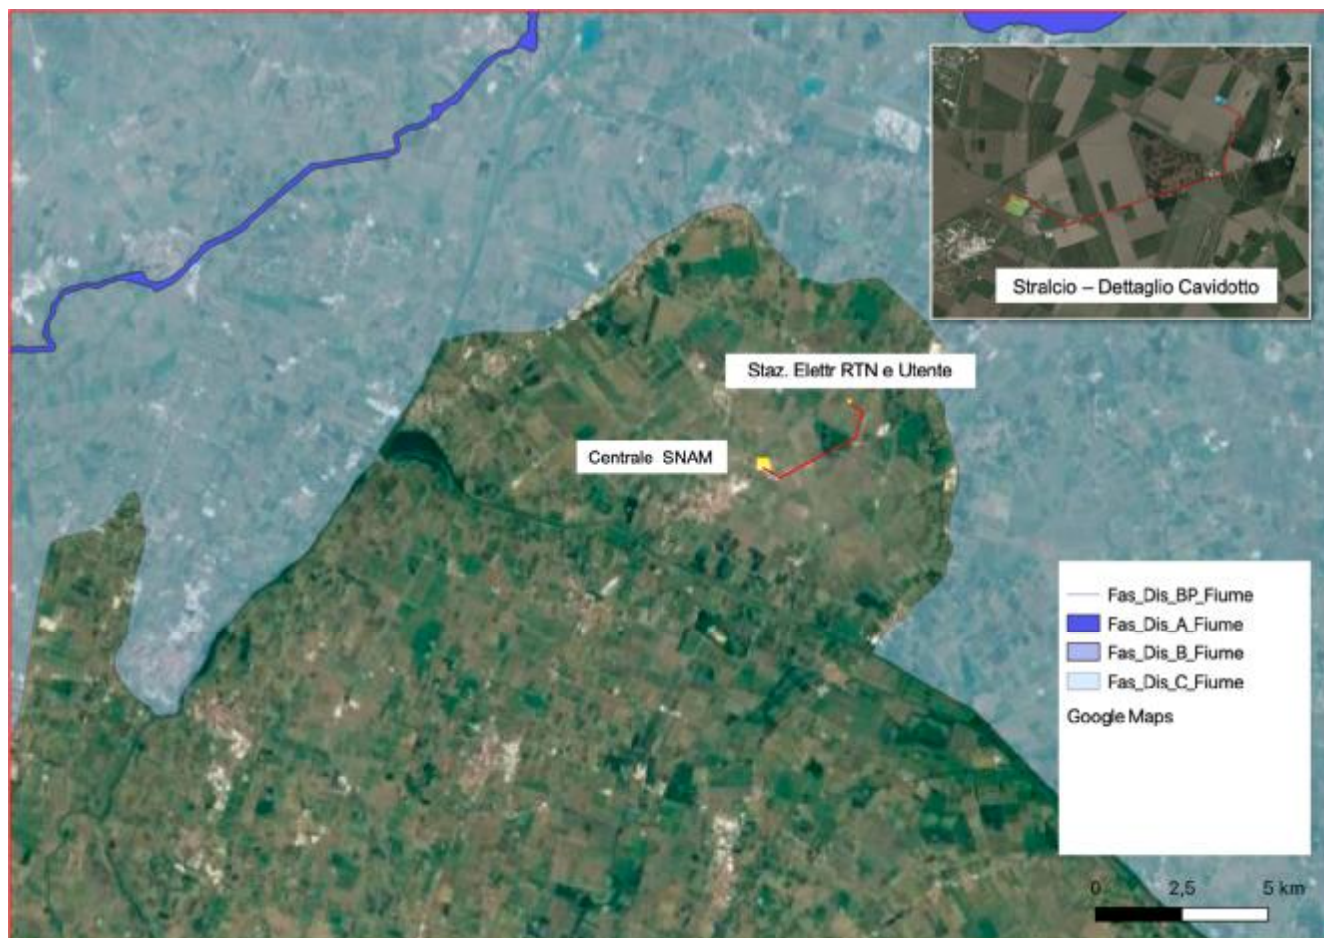 Stralcio – Dettaglio Cavidotto
Staz. Elettr RTN e Utente
Centrale SNAM
Fas_Dis_BP_Fiume
Fas_Dis_A_Fiume
Fas_Dis_B_Fiume
Fas_Dis_C_Fiume
Google Maps
0 2,5 5 km